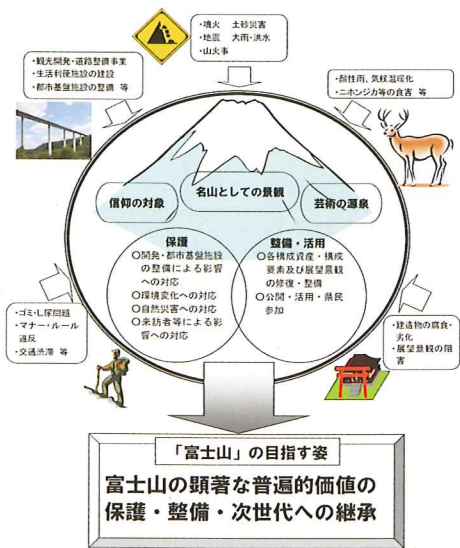 ・噴火 土砂災害
・地震 大雨・洪水
・山火事
・観光開発・道路整備事業
・生活利便施設の建設
・都市基盤施設の整備 等
・酸性雨、気候温暖化
・ニホンジカ等の食害 等
信仰の対象
名山としての景観
芸術の源泉
保護
○開発・都市基盤施設
の整備による影響
への対応
○環境変化への対応
○自然災害への対応
○来訪者等による影
響への対応
整備・活用
○各構成資産・構成
要素及び展望景観
の修復・整備
○公開・活用・県民
参加
・ゴミ・し尿問題
・マナー・ルール
違反
・交通渋滞 等
・建造物の腐食・
劣化
・展望景観の阻
害
「富士山」の目指す姿
富士山の顕著な普遍的価値の
保護・整備・次世代への継承